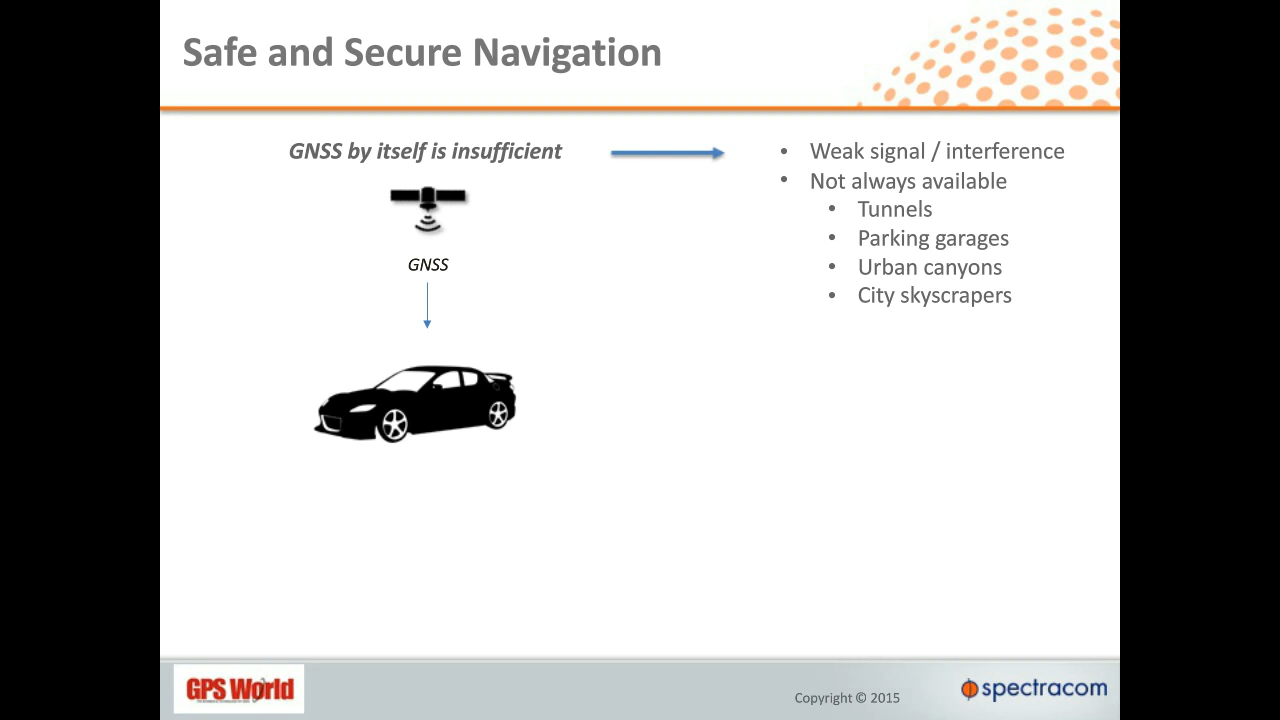 Safe and Secure Navigation
GNSS by itself is insufficient
• Weak signal / interference
• Not always available
• Tunnels
• Parking garages
• Urban canyons
• City skyscrapers
GNSS
GPS World
Copyright © 2015
spectracom